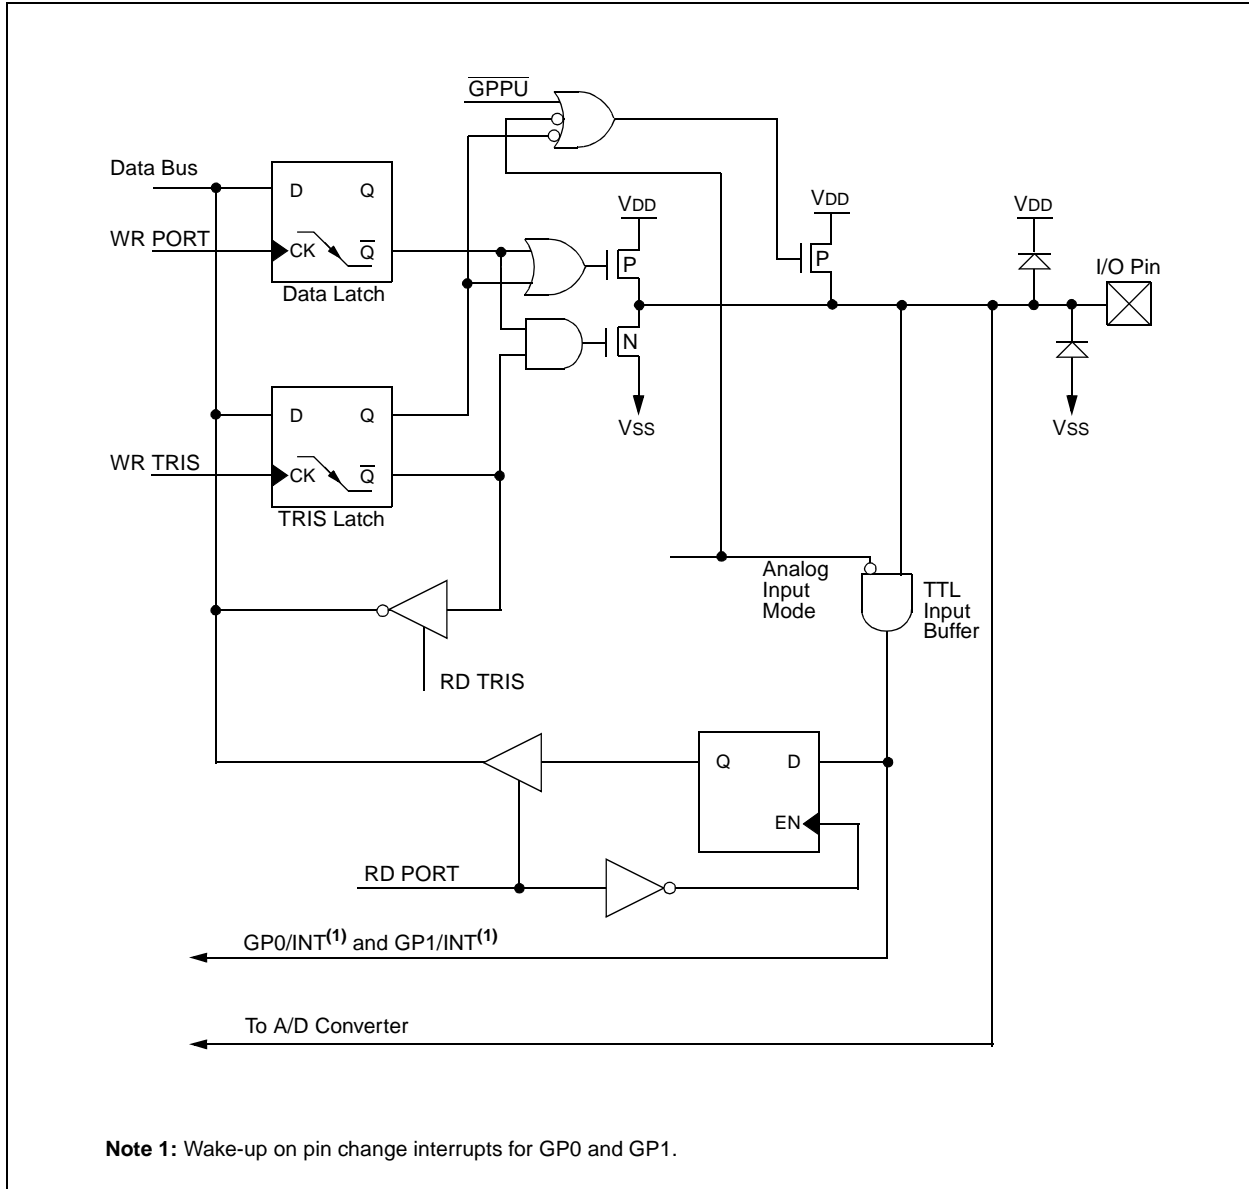 GPPU
Data Bus
D Q
WR PORT
CK Q
Data Latch
VDD
P
VDD
P
VDD
I/O Pin
N
VSS
VSS
D Q
WR TRIS
CK Q
TRIS Latch
Analog
Input
Mode
TTL
Input
Buffer
RD TRIS
Q D
EN
RD PORT
GP0/INT(1) and GP1/INT(1)
To A/D Converter
Note 1: Wake-up on pin change interrupts for GP0 and GP1.